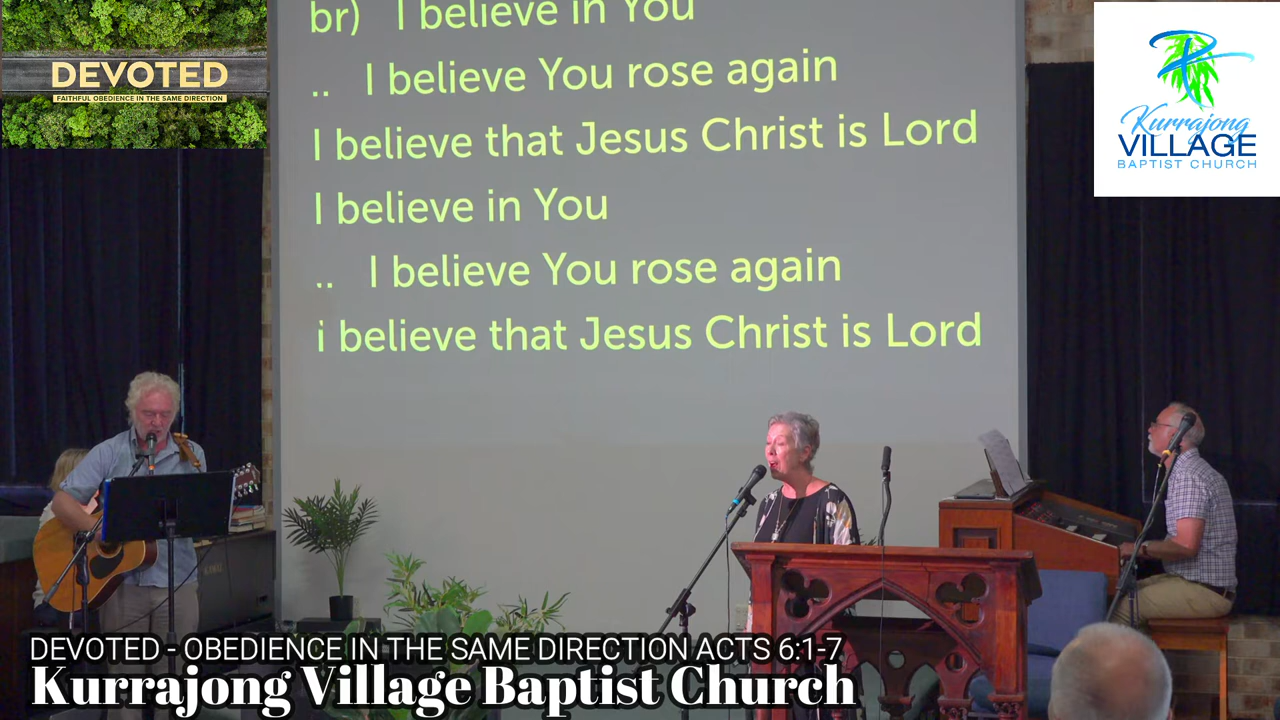 DEVOTED
FAITHFUL OBEDIENCE IN THE SAME DIRECTION
br) I believe in You
.. I believe You rose again
I believe that Jesus Christ is Lord
I believe in You
.. I believe You rose again
i believe that Jesus Christ is Lord
Kurrajong
VILLAGE
BAPTIST CHURCH
KAWAI
DEVOTED - OBEDIENCE IN THE SAME DIRECTION ACTS 6:1-7
Kurrajong Village Baptist Church